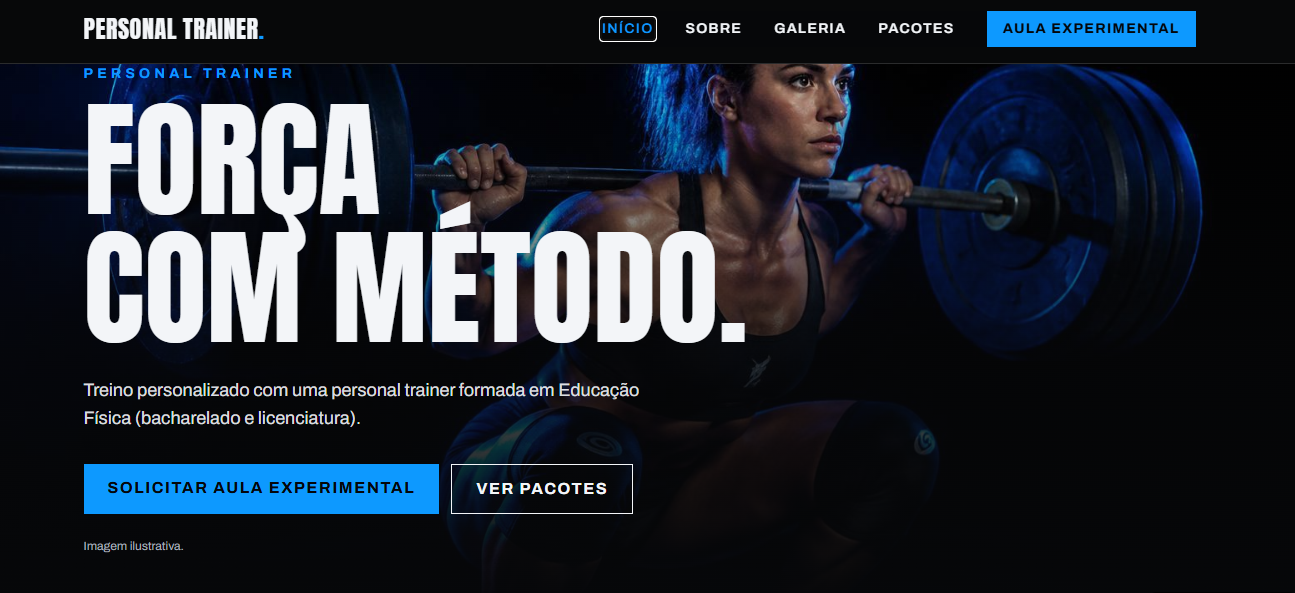 PERSONAL TRAINER.
INÍCIO
SOBRE
GALERIA
PACOTES
AULA EXPERIMENTAL
PERSONAL TRAINER
FORÇA
COM MÉTODO.
Treino personalizado com uma personal trainer formada em Educação
Física (bacharelado e licenciatura).
SOLICITAR AULA EXPERIMENTAL
VER PACOTES
Imagem ilustrativa.